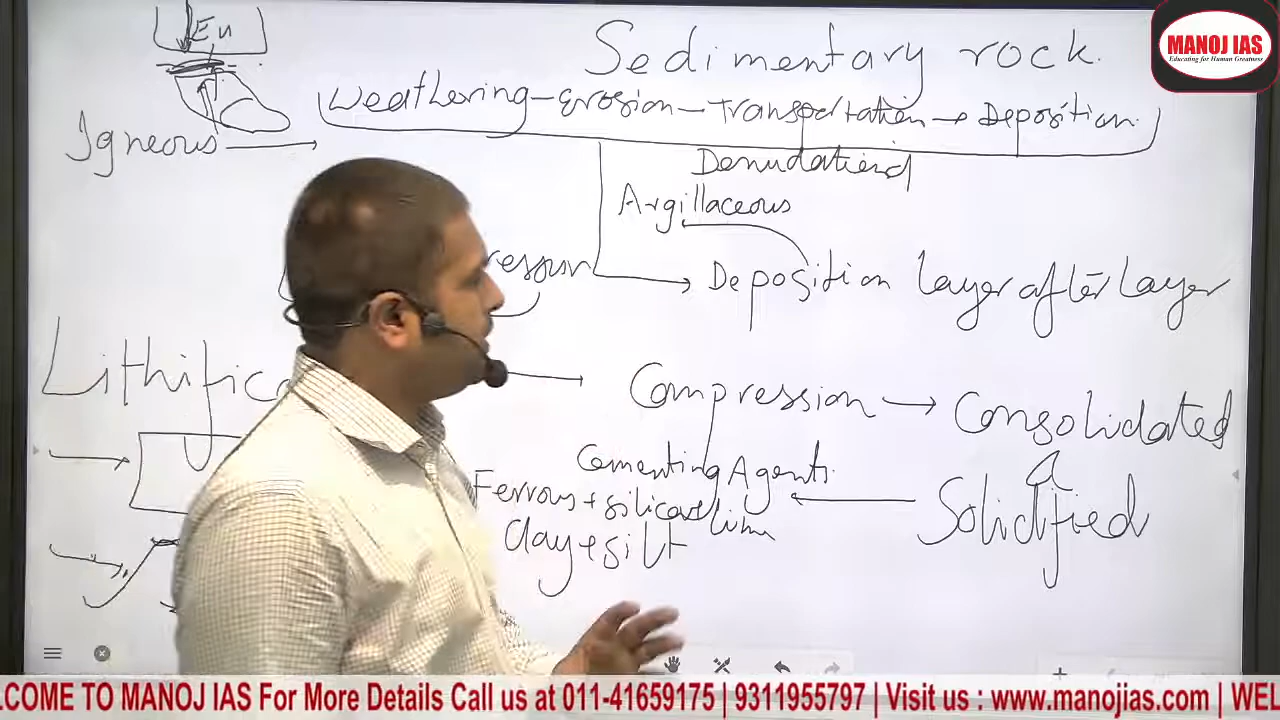 En
Sedimentary rock.
MANOJ IAS
Educating for Human Greatness
Weathering - Erosion - Transportation → Deposition
Igneous
Denudational
Argillaceous
Deposition layer after layer
Compression → Consolidated
&
Solidified
Cementing Agents
Ferrous + silica + lime
Clay + silt
COME TO MANOJ IAS For More Details Call us at 011-41659175 | 9311955797 | Visit us : www.manojias.com | WEL